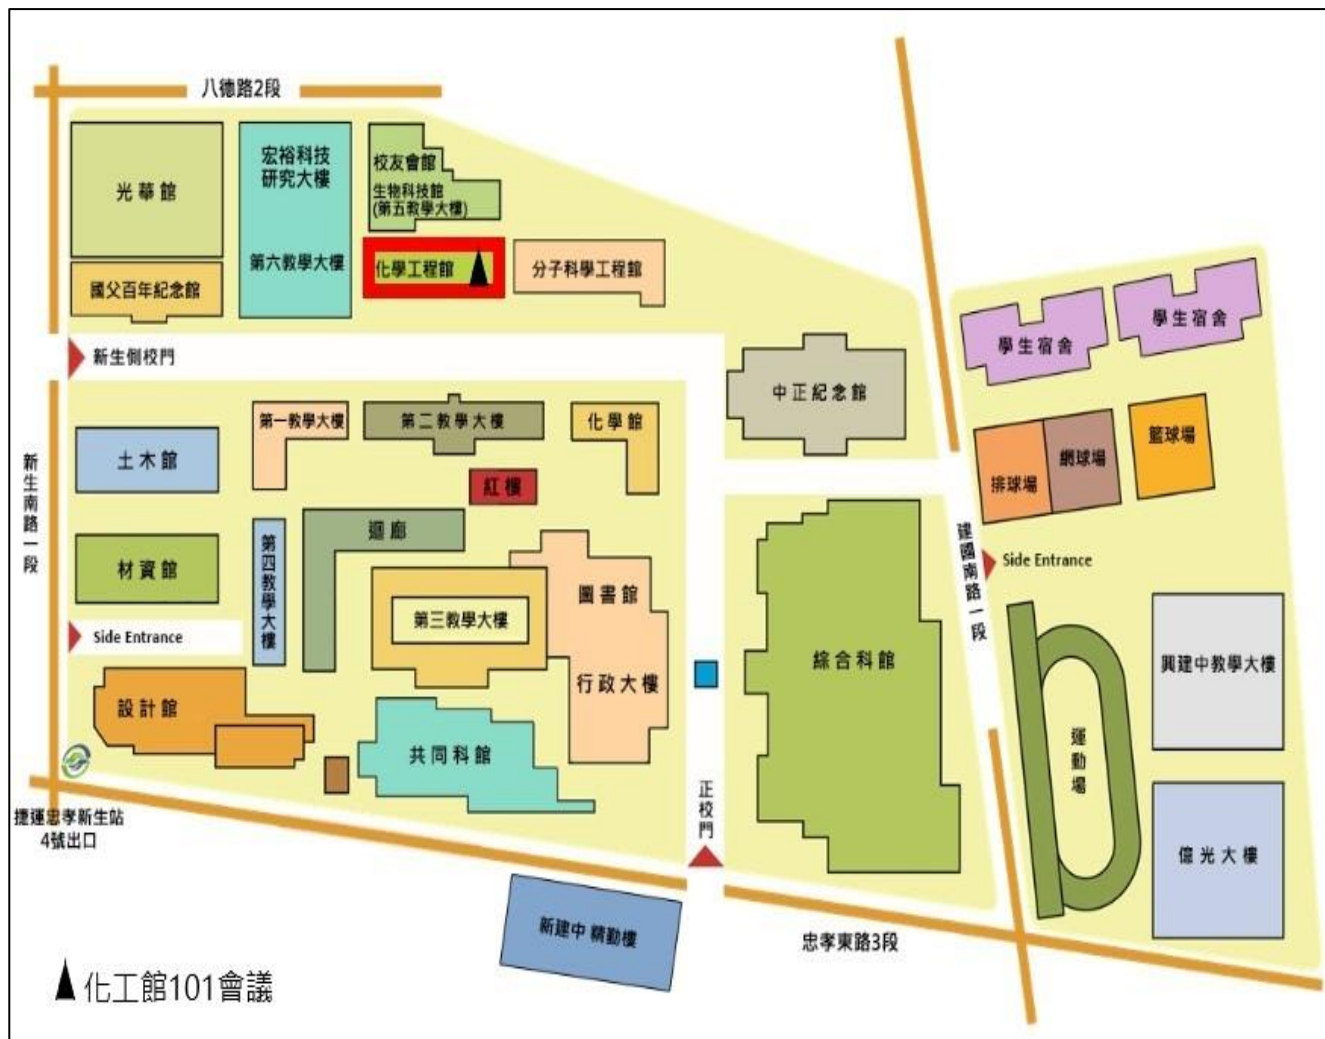 八德路2段
光華館
宏裕科技
研究大樓
第六教學大樓
校友會館
生物科技館
(第五教學大樓)
國父百年紀念館
化學工程館
分子科學工程館
新生側校門
中正紀念館
學生宿舍
學生宿舍
第一教學大樓
第二教學大樓
化學館
土木館
紅樓
排球場
網球場
籃球場
新生南路一段
迴廊
材資館
第四教學大樓
圖書館
第三教學大樓
行政大樓
綜合科館
建國南路一段
Side Entrance
Side Entrance
設計館
共同科館
正校門
運動場
興建中教學大樓
億光大樓
捷運忠孝新生站
4號出口
新建中 精勤樓
忠孝東路3段
化工館101會議